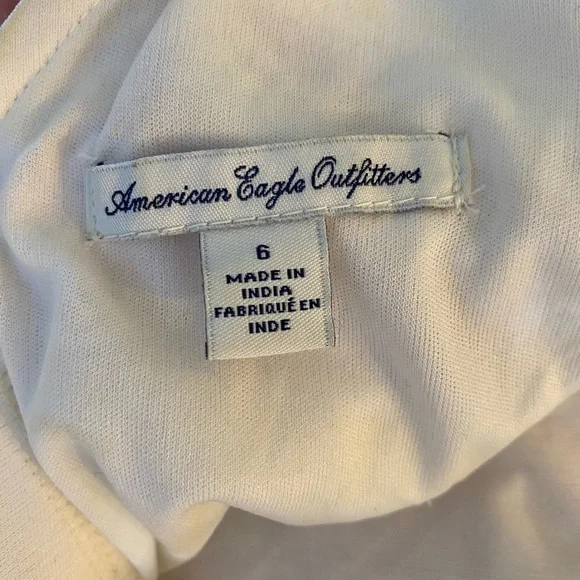 American Eagle Outfitters
6
MADE IN
INDIA
FABRIQUÉ EN
INDE